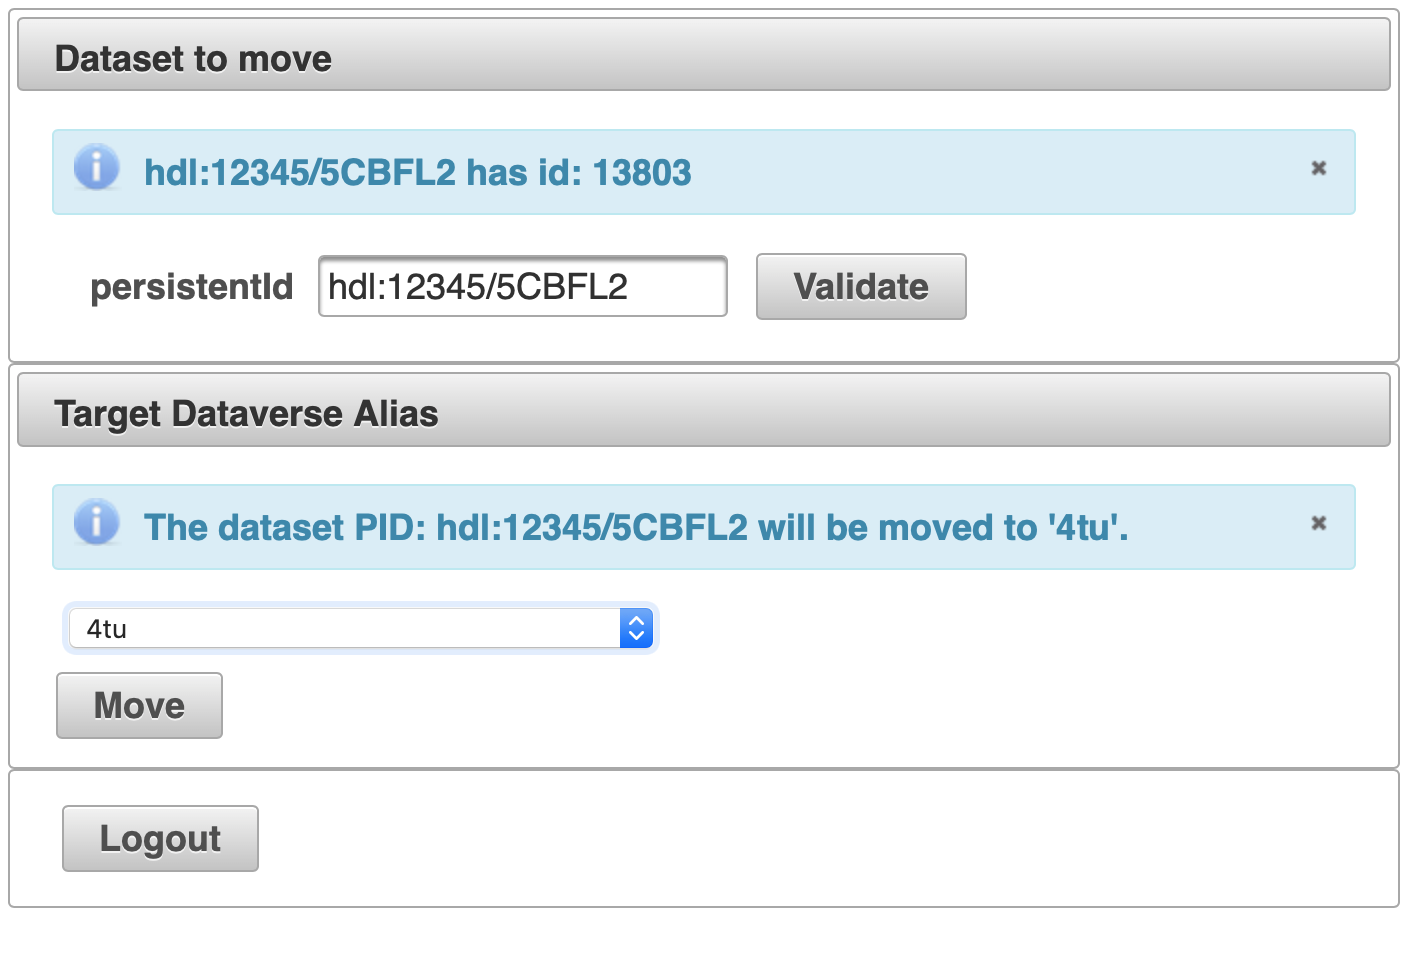 Dataset to move
hdl:12345/5CBFL2 has id: 13803
persistentId hdl:12345/5CBFL2 Validate
Target Dataverse Alias
The dataset PID: hdl:12345/5CBFL2 will be moved to '4tu'.
4tu
Move
Logout